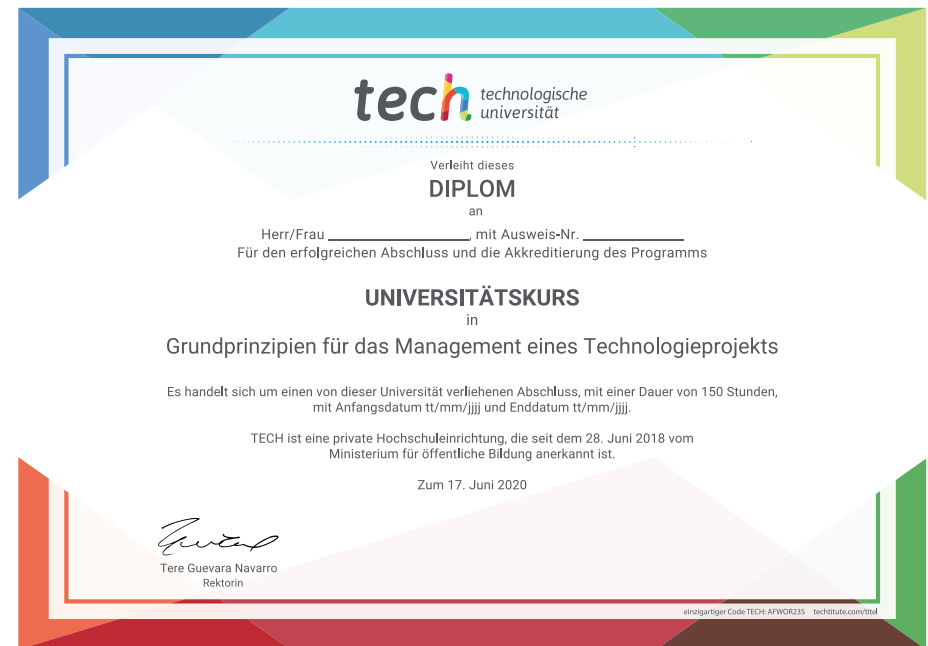 tech technologische
universität
Verleiht dieses
DIPLOM
an
Herr/Frau ________________, mit Ausweis-Nr. ____________
Für den erfolgreichen Abschluss und die Akkreditierung des Programms
UNIVERSITÄTSKURS
in
Grundprinzipien für das Management eines Technologieprojekts
Es handelt sich um einen von dieser Universität verliehenen Abschluss, mit einer Dauer von 150 Stunden,
mit Anfangsdatum tt/mm/jjjj und Enddatum tt/mm/jjjj.
TECH ist eine private Hochschuleinrichtung, die seit dem 28. Juni 2018 vom
Ministerium für öffentliche Bildung anerkannt ist.
Zum 17. Juni 2020
Tere Guevara Navarro
Rektorin
einzigartiger Code TECH: AFWOR23S techtitute.com/titel